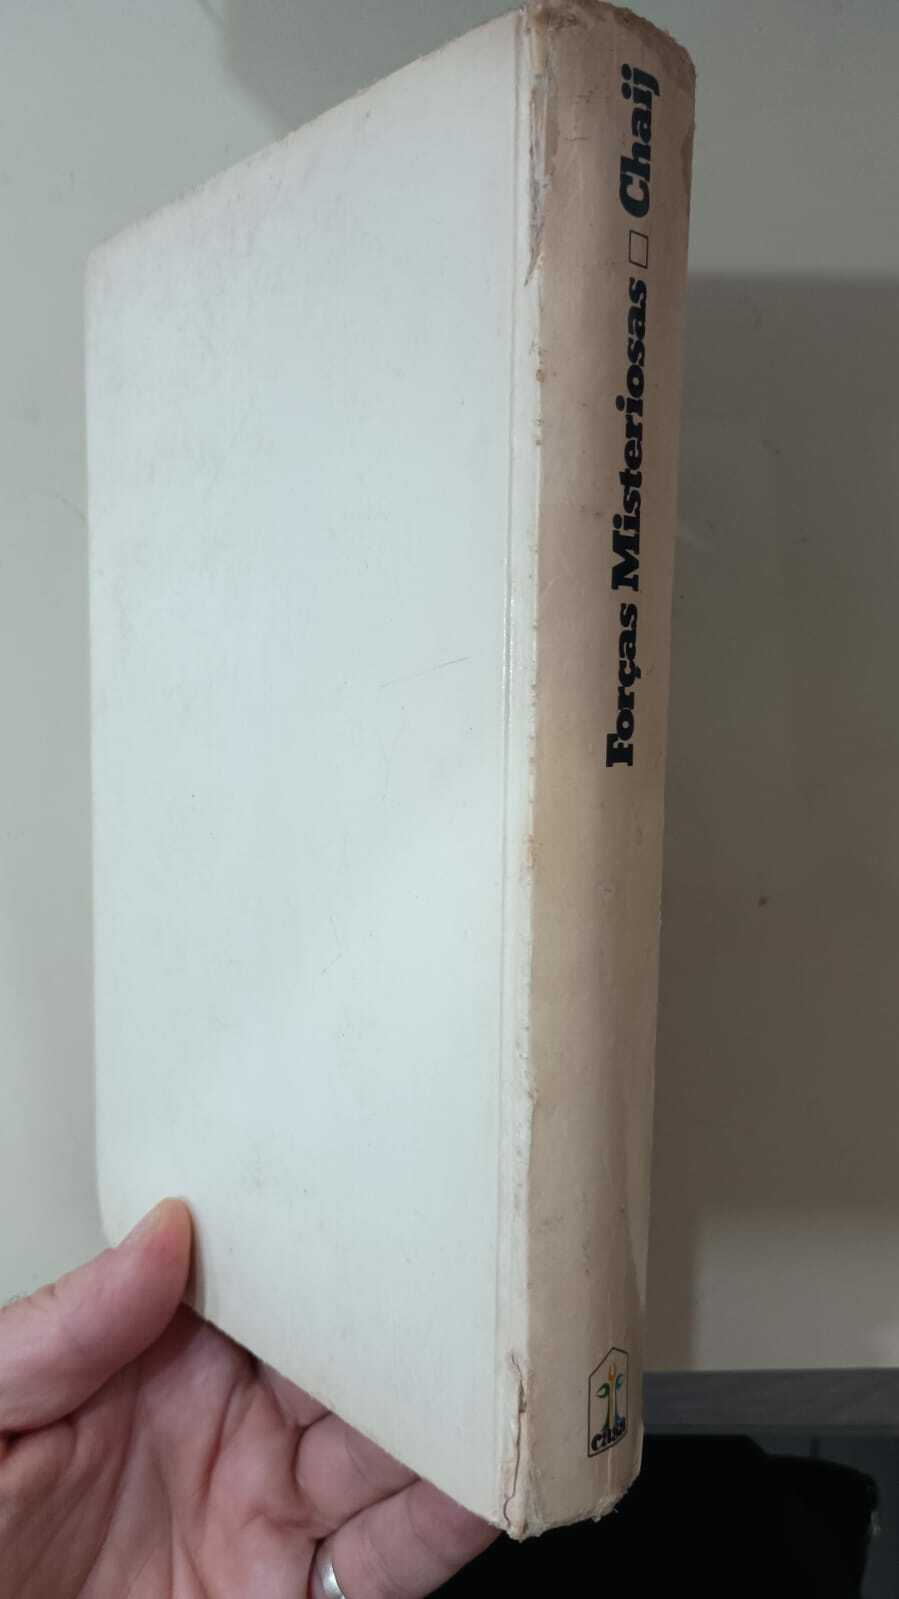 Forças Misteriosas □ Chaij